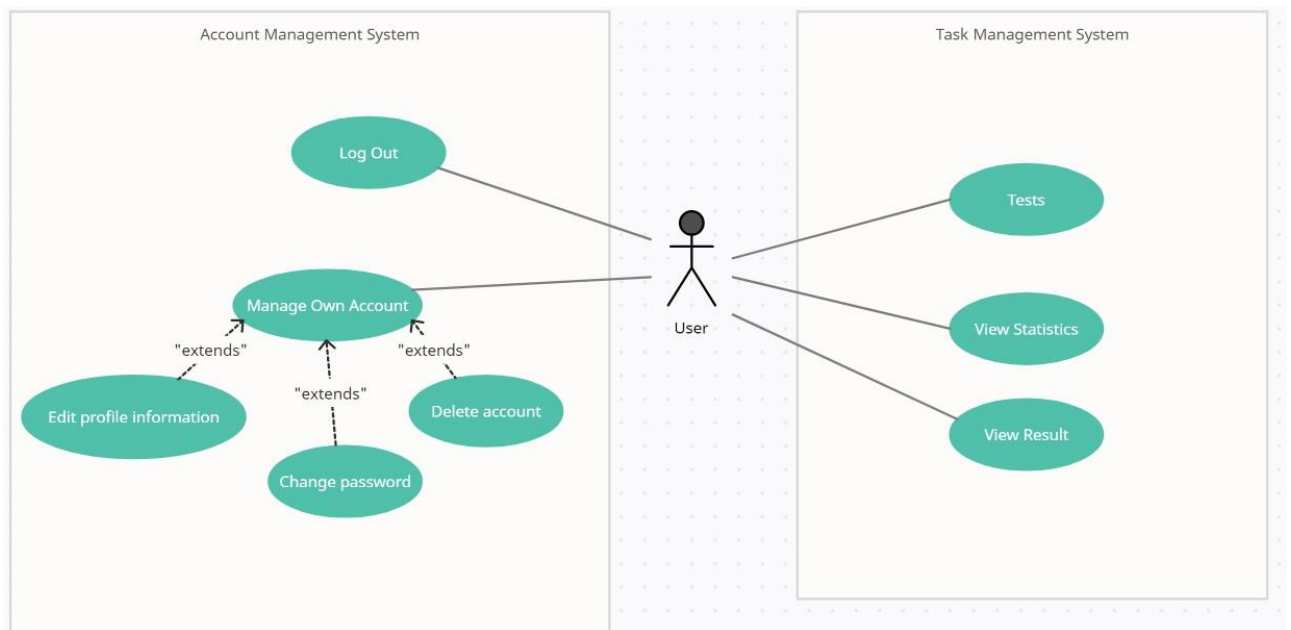 Account Management System
Log Out
Manage Own Account
"extends"
"extends"
"extends"
Edit profile information
Delete account
Change password
User
Task Management System
Tests
View Statistics
View Result